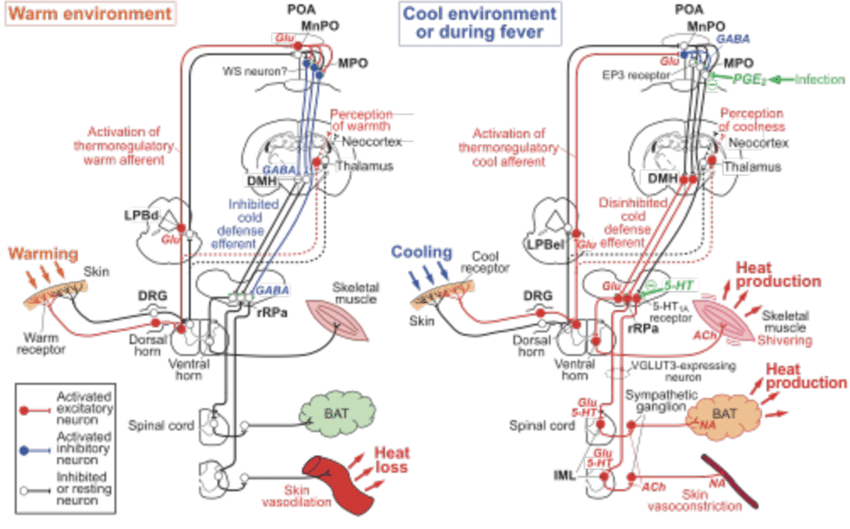 Warm environment
POA
MnPO
Glu
MPO
WS neuron?
Perception
of warmth
Neocortex
Thalamus
Activation of
thermoregulatory
warm afferent
GABA
DMH
Inhibited
cold
defense
efferent
LPBd
Glu
Warming
Skin
DRG
GABA
rRPa
Skeletal
muscle
Warm
receptor
Dorsal
horn
Ventral
horn
Activated
excitatory
neuron
Activated
inhibitory
neuron
Inhibited
or resting
neuron
Spinal cord
BAT
Heat
loss
Skin
vasodilation
Cool environment
or during fever
POA
MnPO
GABA
Glu
MPO
EP3 receptor
PGE₂
Infection
Perception
of coolness
Neocortex
Thalamus
Activation of
thermoregulatory
cool afferent
DMH
Disinhibited
cold
defense
efferent
LPBel
Glu
Cooling
Cool
receptor
Skin
DRG
Glu
5-HT
5-HT1A
receptor
rRPa
Heat
production
Skeletal
muscle
Shivering
ACh
Dorsal
horn
Ventral
horn
VGLUT3-expressing
neuron
Heat
production
Sympathetic
ganglion
Glu
5-HT
Spinal cord
BAT
NA
Glu
5-HT
IML
ACh
NA
Skin
vasoconstriction